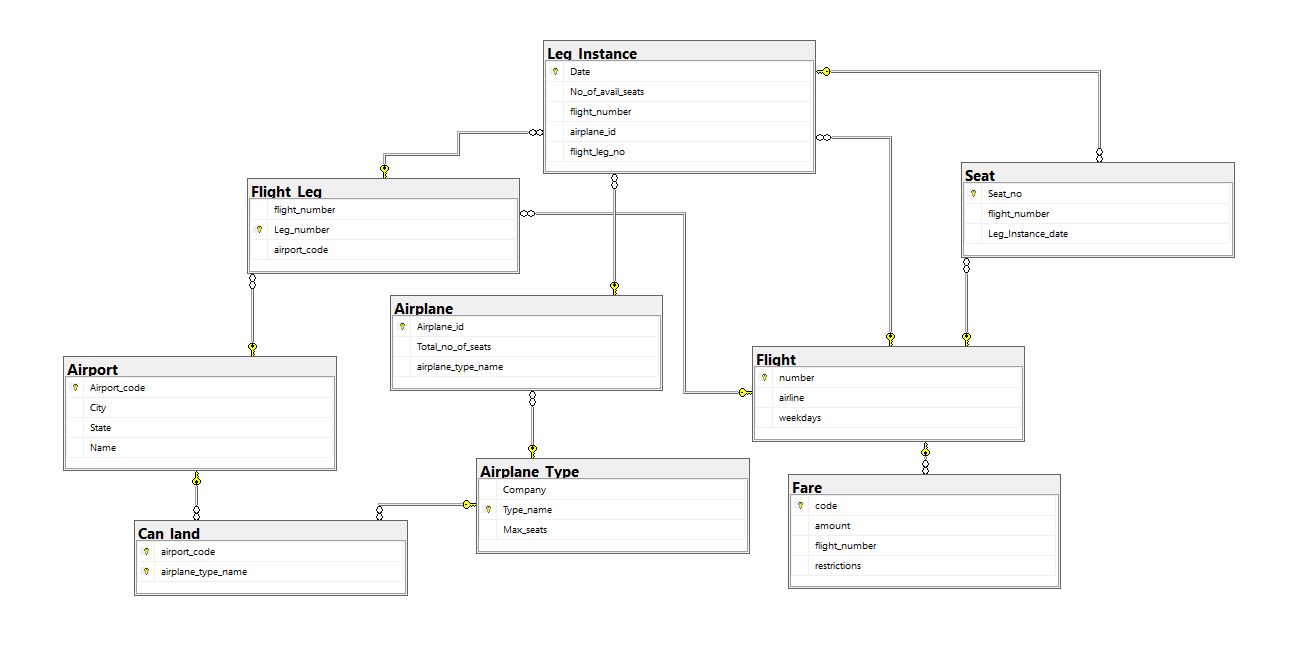 Leg_Instance
Date
No_of_avail_seats
flight_number
airplane_id
flight_leg_no
Seat
Seat_no
flight_number
Leg_Instance_date
Flight_Leg
flight_number
Leg_number
airport_code
Airplane
Airplane_id
Total_no_of_seats
airplane_type_name
Flight
number
airline
weekdays
Airport
Airport_code
City
State
Name
Airplane_Type
Company
Type_name
Max_seats
Fare
code
amount
flight_number
restrictions
Can_land
airport_code
airplane_type_name